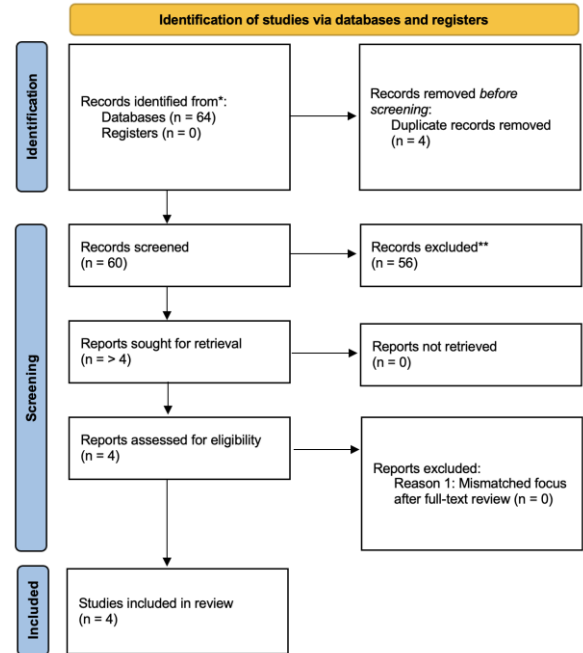 Identification of studies via databases and registers
Identification
Records identified from*:
Databases (n = 64)
Registers (n = 0)
Records removed before
screening:
Duplicate records removed
(n = 4)
Screening
Records screened
(n = 60)
Records excluded**
(n = 56)
Reports sought for retrieval
(n = > 4)
Reports not retrieved
(n = 0)
Reports assessed for eligibility
(n = 4)
Reports excluded:
Reason 1: Mismatched focus
after full-text review (n = 0)
Included
Studies included in review
(n = 4)